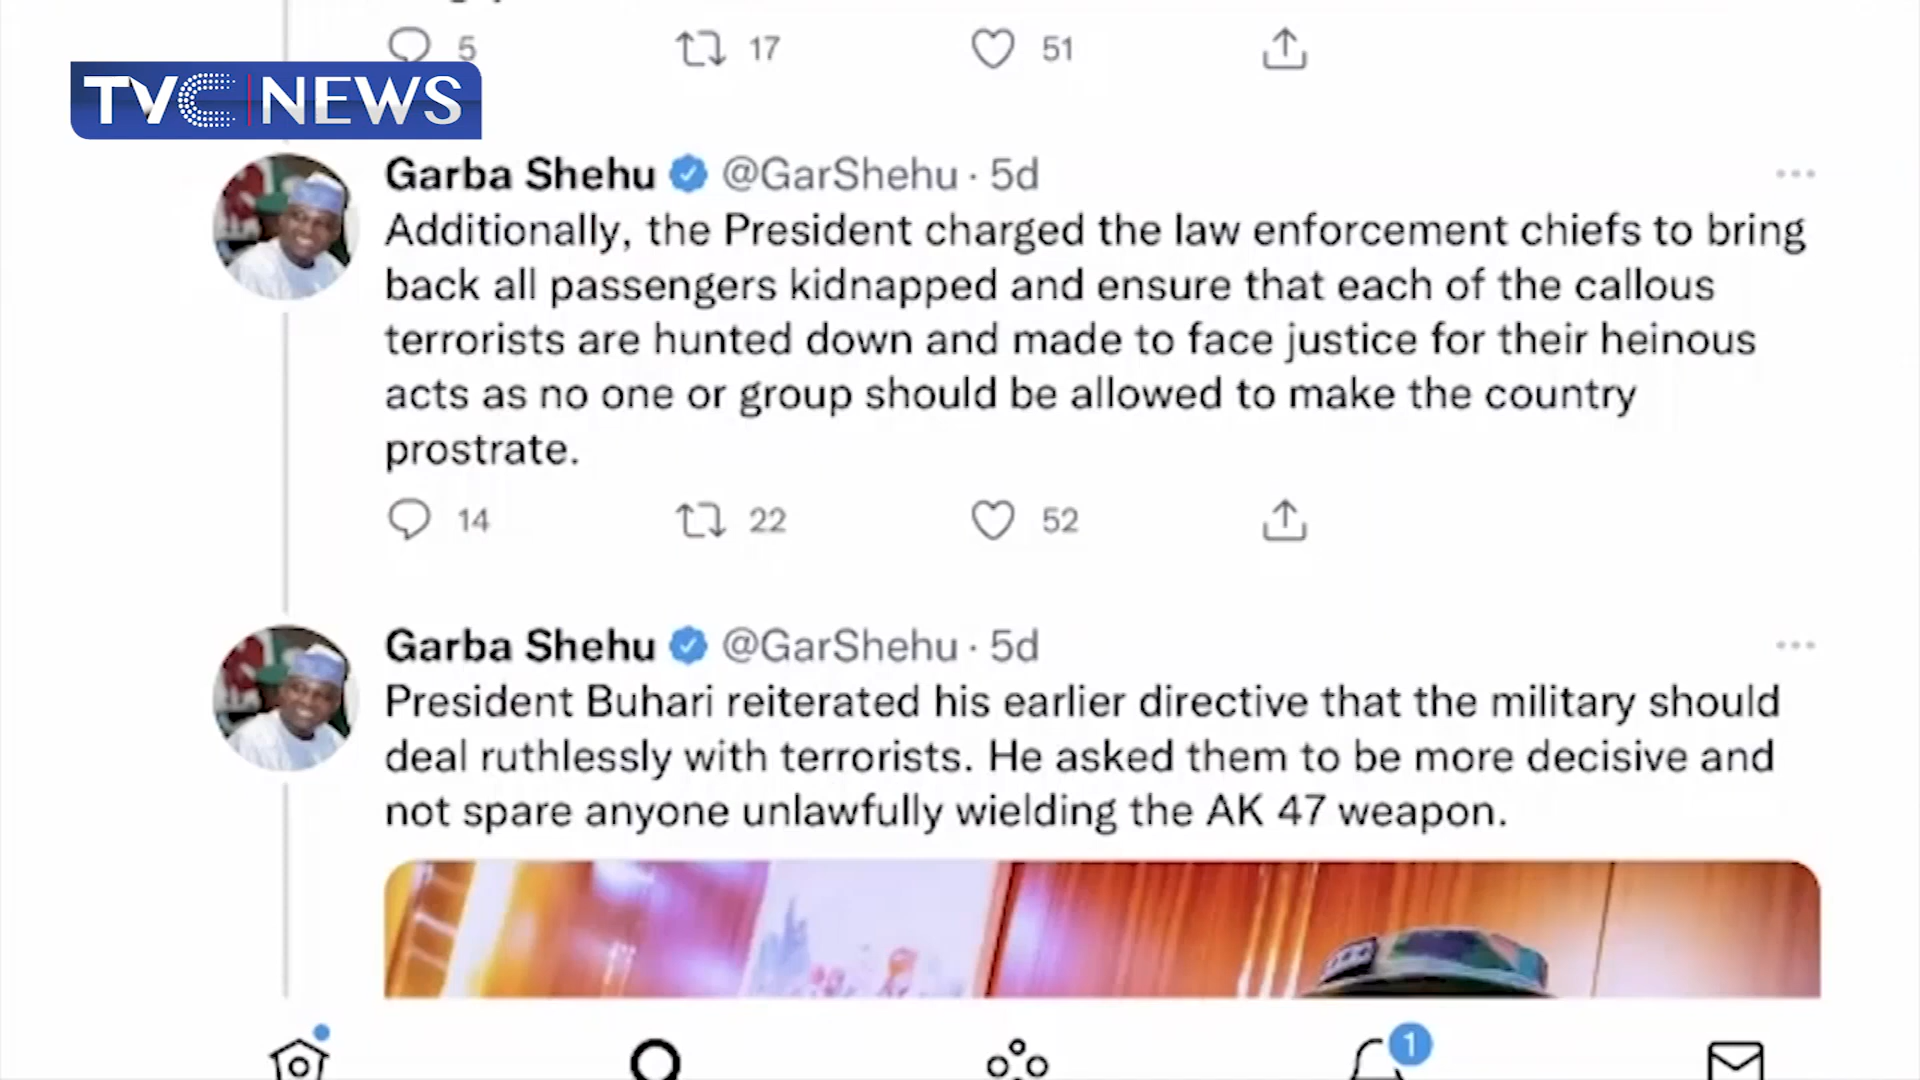 5 17 51
TVC NEWS
Garba Shehu @GarShehu · 5d
Additionally, the President charged the law enforcement chiefs to bring
back all passengers kidnapped and ensure that each of the callous
terrorists are hunted down and made to face justice for their heinous
acts as no one or group should be allowed to make the country
prostrate.
14 22 52
Garba Shehu @GarShehu · 5d
President Buhari reiterated his earlier directive that the military should
deal ruthlessly with terrorists. He asked them to be more decisive and
not spare anyone unlawfully wielding the AK 47 weapon.
1